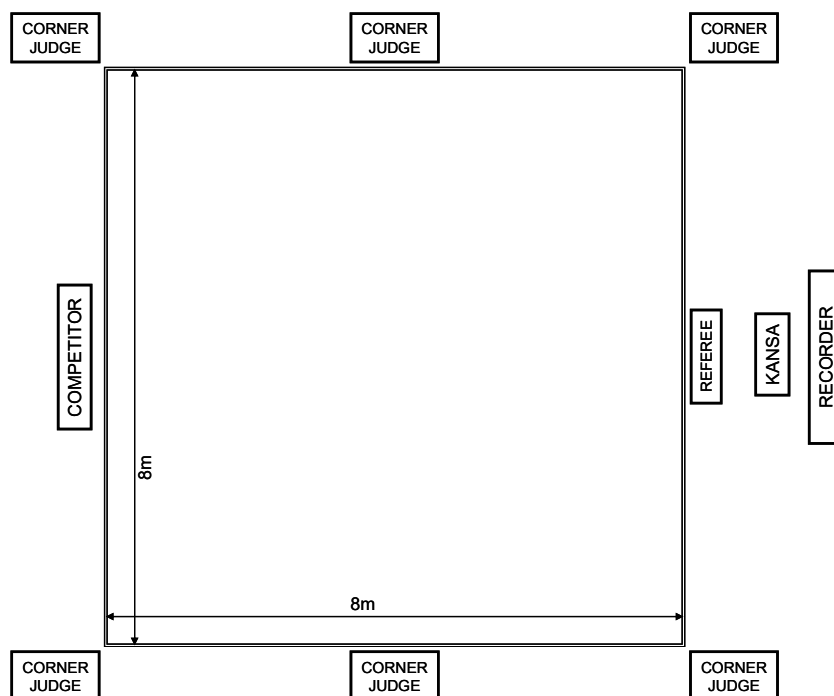 CORNER
JUDGE
CORNER
JUDGE
CORNER
JUDGE
COMPETITOR
REFEREE
KANSA
RECORDER
8m
8m
CORNER
JUDGE
CORNER
JUDGE
CORNER
JUDGE